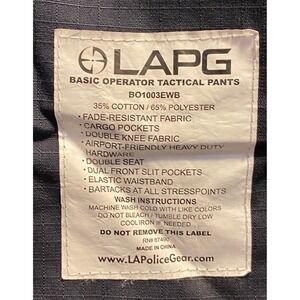 LAPG
BASIC OPERATOR TACTICAL PANTS
BO1003EWB
35% COTTON / 65% POLYESTER
• FADE-RESISTANT FABRIC
• CARGO POCKETS
• DOUBLE KNEE FABRIC
• AIRPORT-FRIENDLY HEAVY DUTY
HARDWARE
• DOUBLE SEAT
• DUAL FRONT SLIT POCKETS
• ELASTIC WAISTBAND
• BARTACKS AT ALL STRESSPOINTS
WASH INSTRUCTIONS
MACHINE WASH COLD WITH LIKE COLORS
DO NOT BLEACH / TUMBLE DRY LOW
COOL IRON IF NEEDED
DO NOT REMOVE THIS LABEL
RN# 87490
MADE IN CHINA
www.LAPoliceGear.com